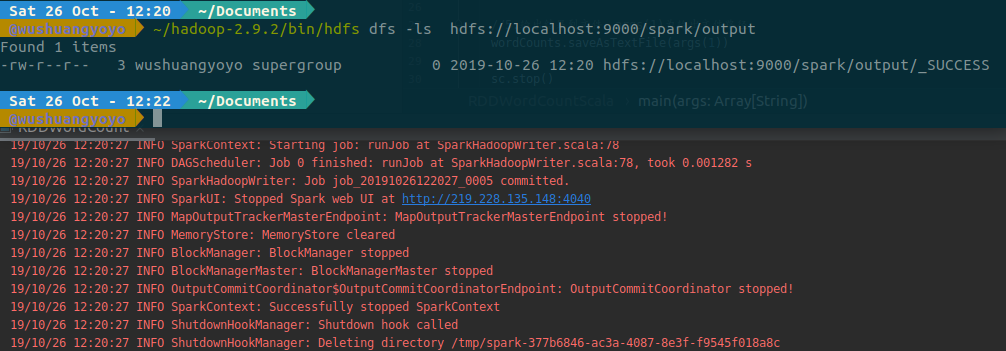 Sat 26 Oct - 12:20 ~/Documents
@wushuangyoyo ~/hadoop-2.9.2/bin/hdfs dfs -ls hdfs://localhost:9000/spark/output
wordCounts.saveAsTextFile(args(1))
Found 1 items
-rw-r--r-- 3 wushuangyoyo supergroup 0 2019-10-26 12:20 hdfs://localhost:9000/spark/output/_SUCCESS
sc.stop()
Sat 26 Oct - 12:22 ~/Documents
RDDWordCountScala main(args: Array[String])
@wushuangyoyo
RDDWordCount ×
19/10/26 12:20:27 INFO SparkContext: Starting job: runJob at SparkHadoopWriter.scala:78
19/10/26 12:20:27 INFO DAGScheduler: Job 0 finished: runJob at SparkHadoopWriter.scala:78, took 0.001282 s
19/10/26 12:20:27 INFO SparkHadoopWriter: Job job_20191026122027_0005 committed.
19/10/26 12:20:27 INFO SparkUI: Stopped Spark web UI at http://219.228.135.148:4040
19/10/26 12:20:27 INFO MapOutputTrackerMasterEndpoint: MapOutputTrackerMasterEndpoint stopped!
19/10/26 12:20:27 INFO MemoryStore: MemoryStore cleared
19/10/26 12:20:27 INFO BlockManager: BlockManager stopped
19/10/26 12:20:27 INFO BlockManagerMaster: BlockManagerMaster stopped
19/10/26 12:20:27 INFO OutputCommitCoordinator$OutputCommitCoordinatorEndpoint: OutputCommitCoordinator stopped!
19/10/26 12:20:27 INFO SparkContext: Successfully stopped SparkContext
19/10/26 12:20:27 INFO ShutdownHookManager: Shutdown hook called
19/10/26 12:20:27 INFO ShutdownHookManager: Deleting directory /tmp/spark-377b6846-ac3a-4087-8e3f-f9545f018a8c